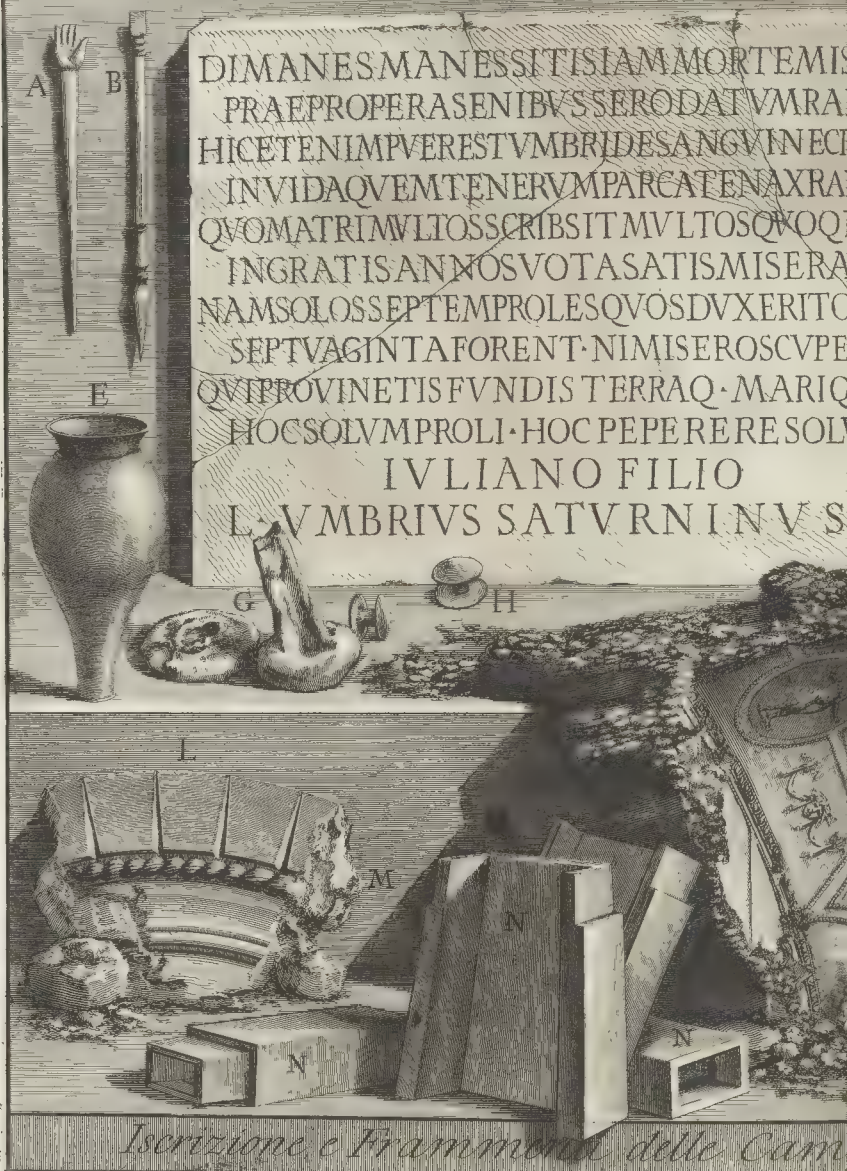 A B
DIMANESMANESSITISIAMMORTEMIS
PRAEPROPERASENIBVSSERODATVMRA
HICETENIMPVERESTVMBRIDESANGVINECR
INVIDAQVEMTENERVMPARCATENAXRA
QVOMATRIMVLTOSSCRIBSITMVLTOSQVOQ
INGRATISANNOSVOTASATISMISERA
NAMSOLOSSEPTEMPROLESQVOSDVXERITO
SEPTVAGINTAFORENT·NIMISEROSCVPE
QVIPROVINETISFVNDISTERRAQ·MARIQ
HOCSOLVMPROLI·HOCPEPERERESOLV
IVLIANO FILIO
L·VMBRIVS SATVRNINVS
E
G
H
L
M
N
N
N
Iscrizione e Frammenti delle Cam